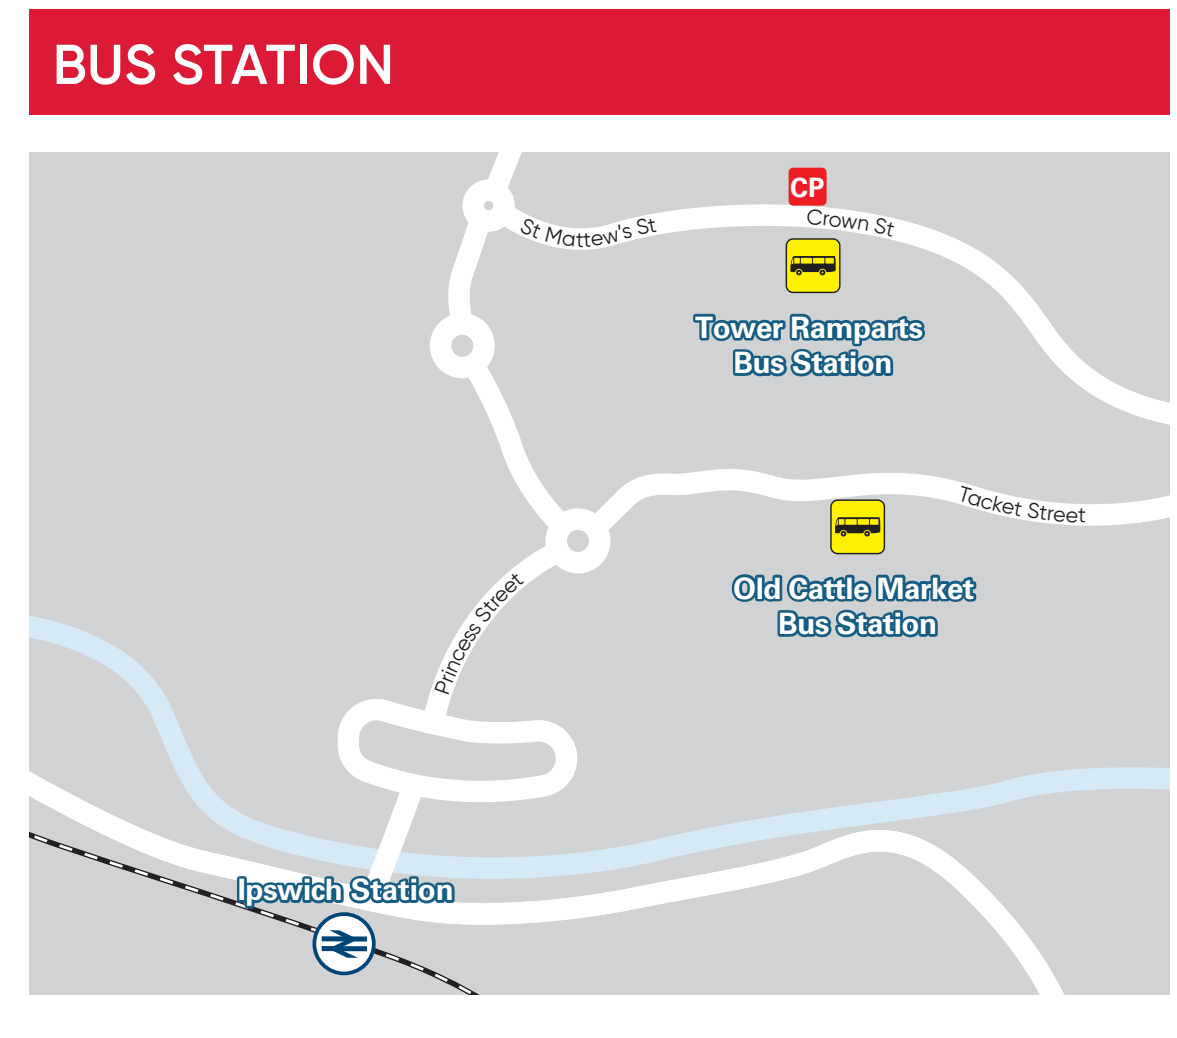 BUS STATION
CP
St Mattew's St
Crown St
Tower Ramparts
Bus Station
Tacket Street
Old Cattle Market
Bus Station
Princess Street
Ipswich Station